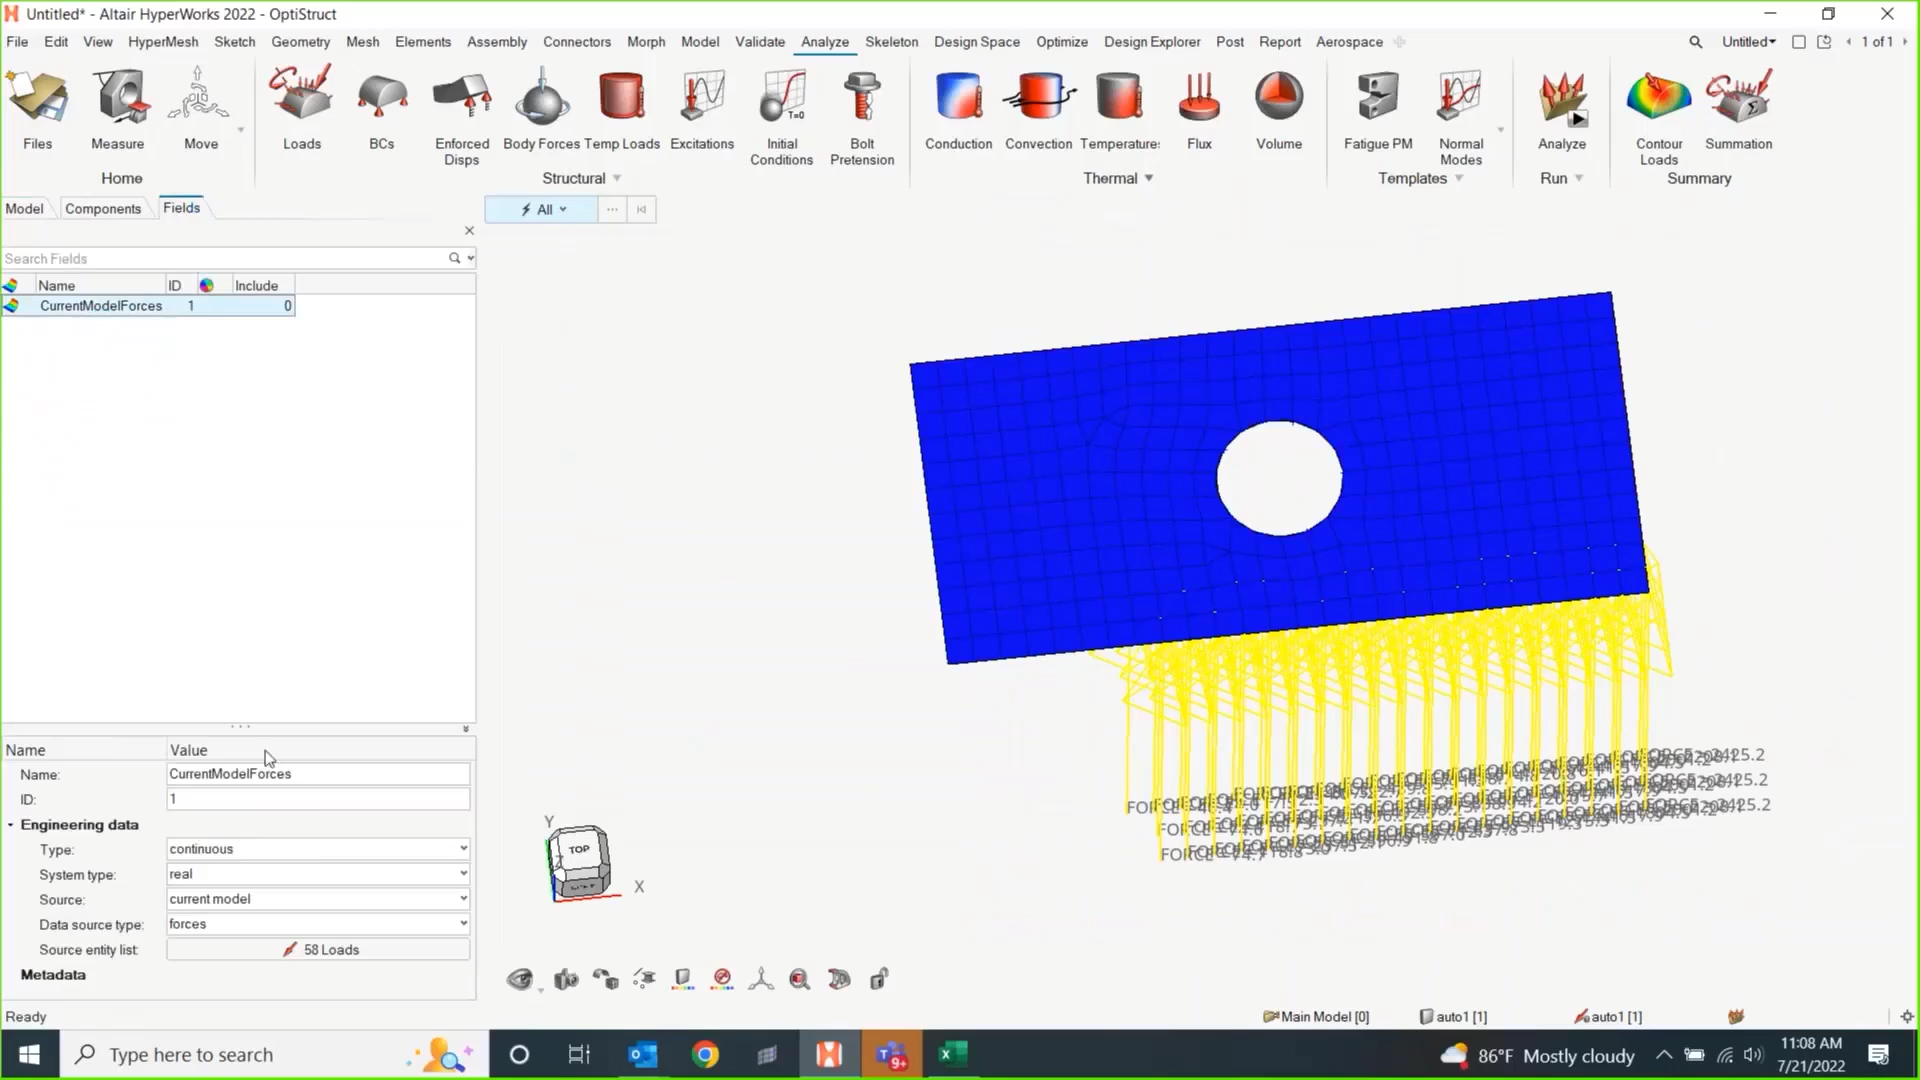 Untitled* - Altair HyperWorks 2022 - OptiStruct
File Edit View HyperMesh Sketch Geometry Mesh Elements Assembly Connectors Morph Model Validate Analyze Skeleton Design Space Optimize Design Explorer Post Report Aerospace Untitled 1 of 1
Files Measure Move Loads BCs Enforced Disps Body Forces Temp Loads Excitations Initial Conditions Bolt Pretension Conduction Convection Temperatures Flux Volume Fatigue PM Normal Modes Analyze Contour Loads Summation
T=0
Home Structural Thermal Templates Run Summary
Model Components Fields All
Search Fields
Name ID Include
CurrentModelForces 1 0
Name Value
Name: CurrentModelForces
ID: 1
Engineering data
Type: continuous
System type: real
Source: current model
Data source type: forces
Source entity list: 58 Loads
Metadata
Y
TOP
Z
X
Ready Main Model [0] auto1 [1] auto1 [1]
Type here to search 9+ 86°F Mostly cloudy 11:08 AM
7/21/2022